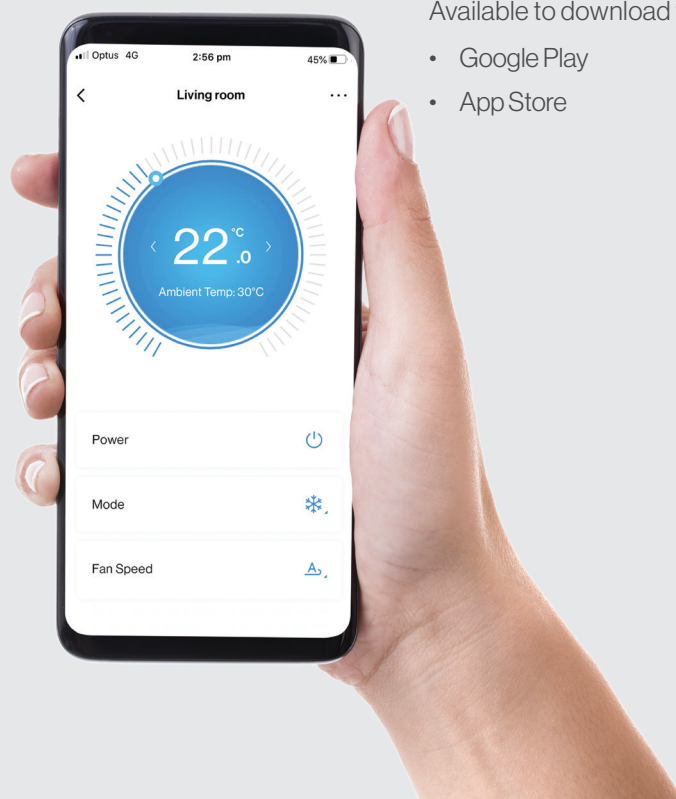 Available to download
• Google Play
• App Store
Optus 4G 2:56 pm 45%
Living room
22.0 °C
Ambient Temp: 30°C
Power
Mode
Fan Speed A